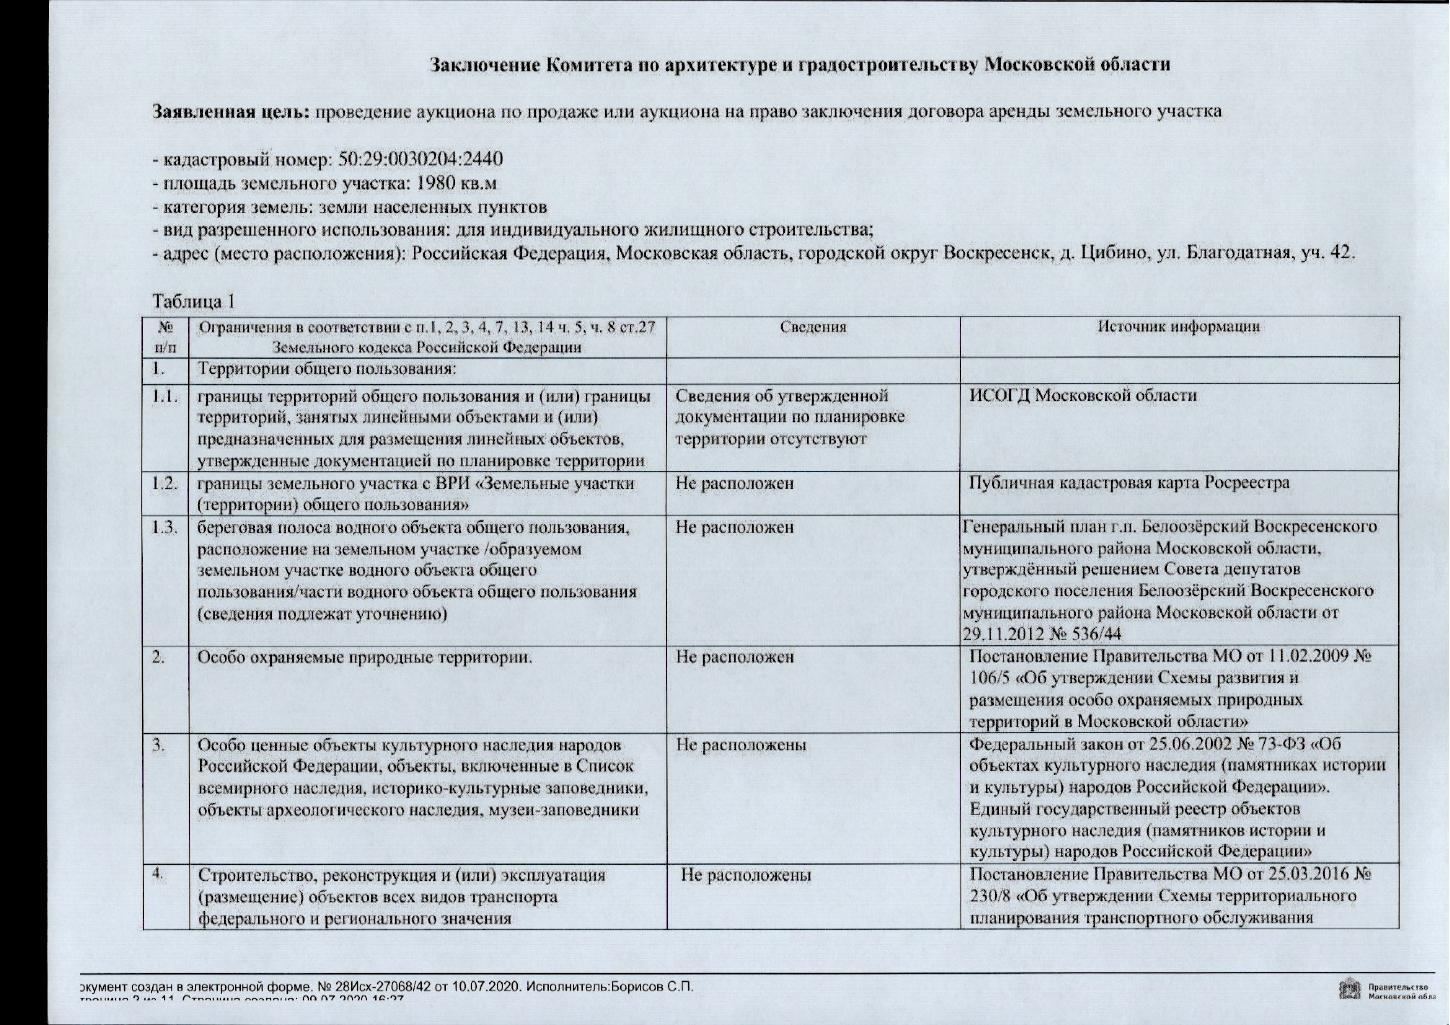 Заключение Комитета по архитектуре и градостроительству Московской области
Заявленная цель: проведение аукциона по продаже или аукциона на право заключения договора аренды земельного участка
- кадастровый номер: 50:29:0030204:2440
- площадь земельного участка: 1980 кв.м
- категория земель: земли населенных пунктов
- вид разрешенного использования: для индивидуального жилищного строительства;
- адрес (место расположения): Российская Федерация, Московская область, городской округ Воскресенск, д. Цибино, ул. Благодатная, уч. 42.
Таблица 1
№ п/п
Ограничения в соответствии с п.1, 2, 3, 4, 7, 13, 14 ч. 5, ч. 8 ст.27
Земельного кодекса Российской Федерации
Сведения
Источник информации
1. Территории общего пользования:
1.1. границы территорий общего пользования и (или) границы
территорий, занятых линейными объектами и (или)
предназначенных для размещения линейных объектов,
утвержденные документацией по планировке территории
Сведения об утвержденной
документации по планировке
территории отсутствуют
ИСОГД Московской области
1.2. границы земельного участка с ВРИ «Земельные участки
(территории) общего пользования»
Не расположен
Публичная кадастровая карта Росреестра
1.3. береговая полоса водного объекта общего пользования,
расположение на земельном участке /образуемом
земельном участке водного объекта общего
пользования/части водного объекта общего пользования
(сведения подлежат уточнению)
Не расположен
Генеральный план г.п. Белоозёрский Воскресенского
муниципального района Московской области,
утверждённый решением Совета депутатов
городского поселения Белоозёрский Воскресенского
муниципального района Московской области от
29.11.2012 № 536/44
2. Особо охраняемые природные территории.
Не расположен
Постановление Правительства МО от 11.02.2009 №
106/5 «Об утверждении Схемы развития и
размещения особо охраняемых природных
территорий в Московской области»
3. Особо ценные объекты культурного наследия народов
Российской Федерации, объекты, включенные в Список
всемирного наследия, историко-культурные заповедники,
объекты археологического наследия, музеи-заповедники
Не расположены
Федеральный закон от 25.06.2002 № 73-ФЗ «Об
объектах культурного наследия (памятниках истории
и культуры) народов Российской Федерации».
Единый государственный реестр объектов
культурного наследия (памятников истории и
культуры) народов Российской Федерации»
4. Строительство, реконструкция и (или) эксплуатация
(размещение) объектов всех видов транспорта
федерального и регионального значения
Не расположены
Постановление Правительства МО от 25.03.2016 №
230/8 «Об утверждении Схемы территориального
планирования транспортного обслуживания
окумент создан в электронной форме. № 28Исх-27068/42 от 10.07.2020. Исполнитель:Борисов С.П.
траница 2 из 11. Страница создана: 09.07.2020 16:27
Правительство
Московской обла